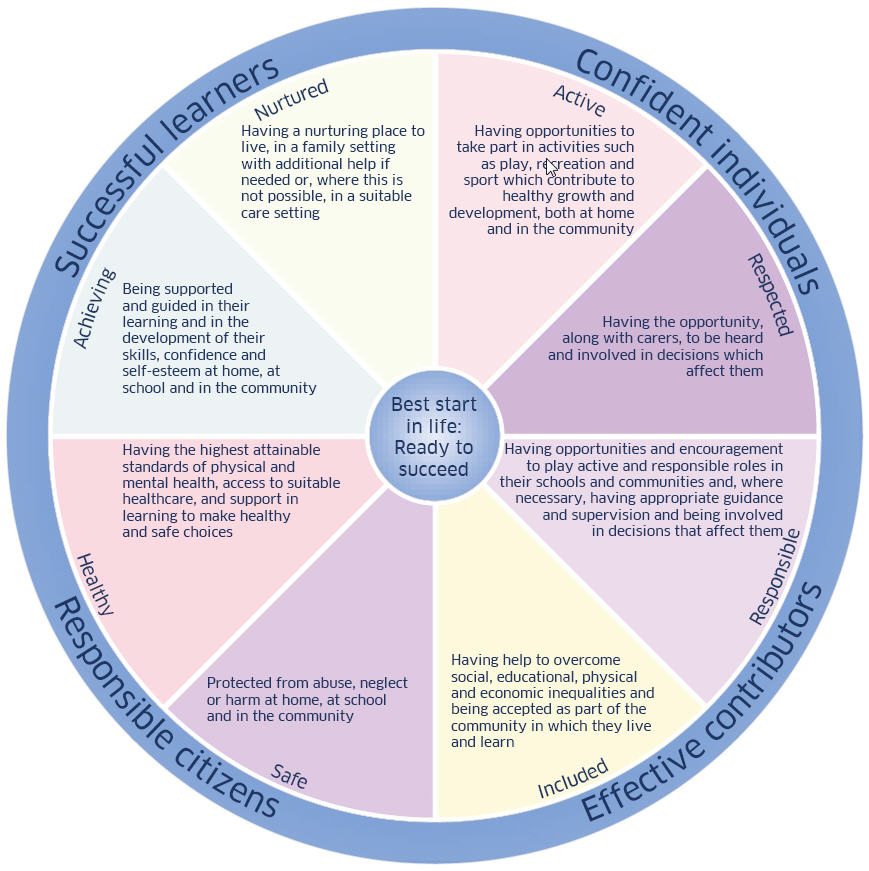 Successful learners
Confident individuals
Nurtured
Having a nurturing place to
live, in a family setting
with additional help if
needed or, where this is
not possible, in a suitable
care setting
Active
Having opportunities to
take part in activities such
as play, recreation and
sport which contribute to
healthy growth and
development, both at home
and in the community
Achieving
Being supported
and guided in their
learning and in the
development of their
skills, confidence and
self-esteem at home, at
school and in the community
Respected
Having the opportunity,
along with carers, to be heard
and involved in decisions which
affect them
Best start
in life:
Ready to
succeed
Having the highest attainable
standards of physical and
mental health, access to suitable
healthcare, and support in
learning to make healthy
and safe choices
Healthy
Having opportunities and encouragement
to play active and responsible roles in
their schools and communities and, where
necessary, having appropriate guidance
and supervision and being involved
in decisions that affect them
Responsible
Protected from abuse, neglect
or harm at home, at school
and in the community
Safe
Having help to overcome
social, educational, physical
and economic inequalities and
being accepted as part of the
community in which they live
and learn
Included
Responsible citizens
Effective contributors